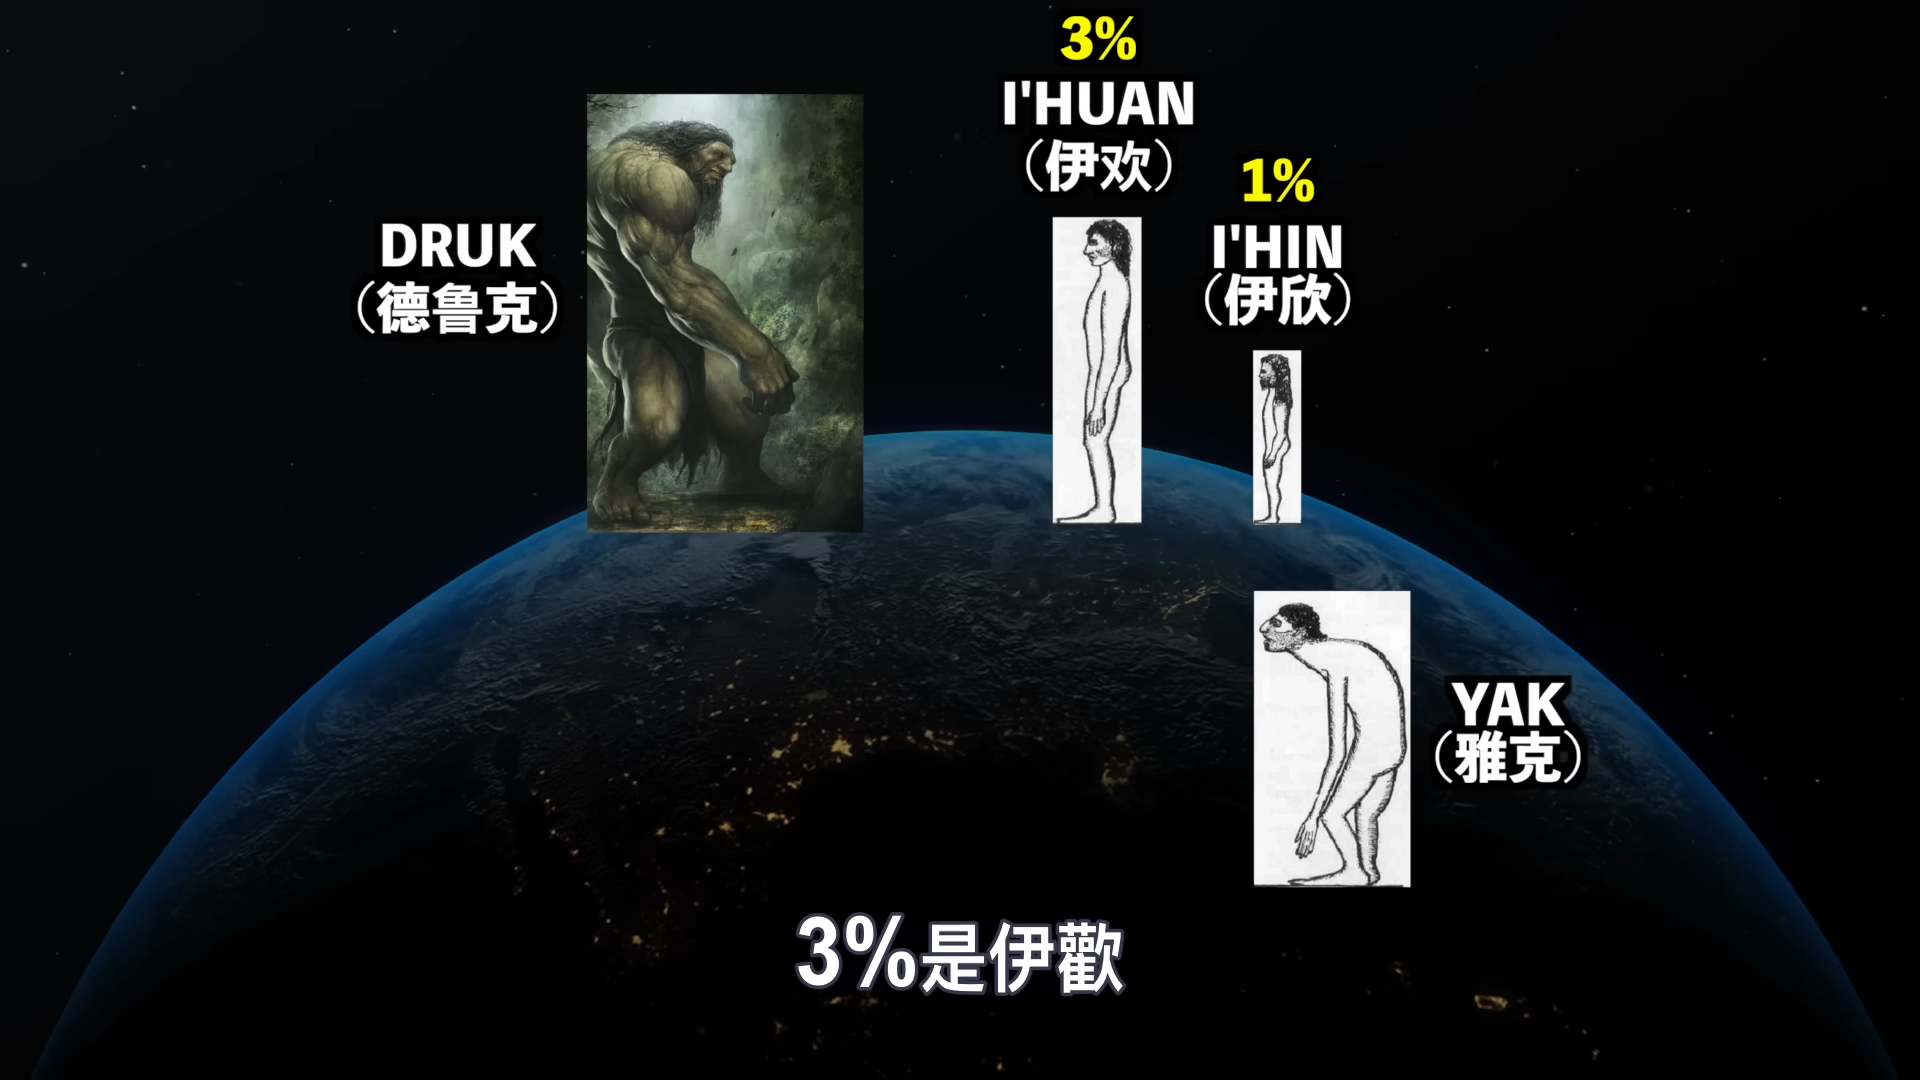 3%
I'HUAN
（伊欢）
1%
I'HIN
（伊欣）
DRUK
（德鲁克）
YAK
（雅克）
3%是伊歡